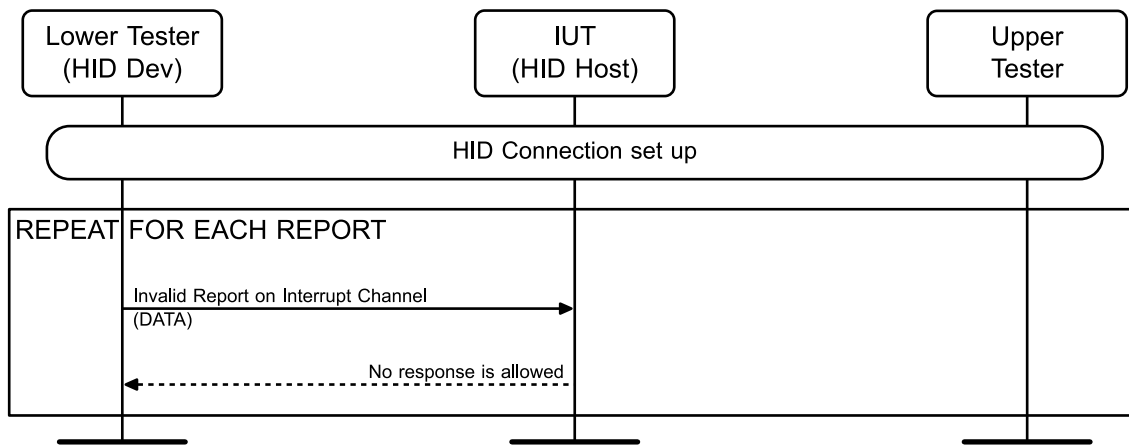 Lower Tester
(HID Dev)
IUT
(HID Host)
Upper
Tester
HID Connection set up
REPEAT FOR EACH REPORT
Invalid Report on Interrupt Channel
(DATA)
No response is allowed